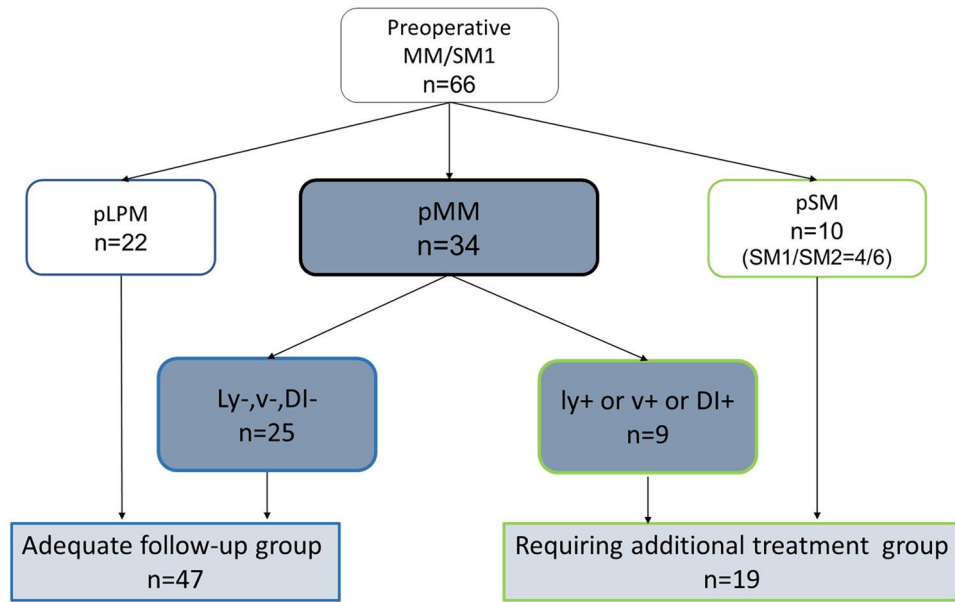 Preoperative
MM/SM1
n=66
pLPM
n=22
pMM
n=34
pSM
n=10
(SM1/SM2=4/6)
Ly-,v-,DI-
n=25
ly+ or v+ or DI+
n=9
Adequate follow-up group
n=47
Requiring additional treatment group
n=19